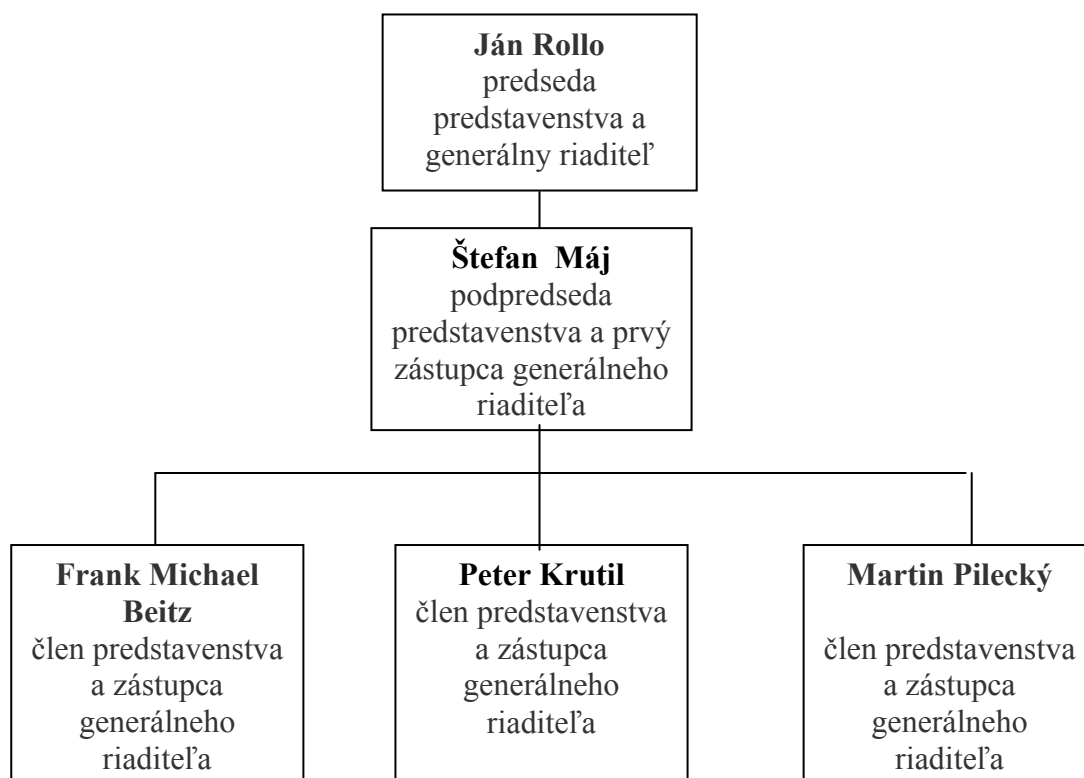 Ján Rollo
predseda
predstavenstva a
generálny riaditeľ
Štefan Máj
podpredseda
predstavenstva a prvý
zástupca generálneho
riaditeľa
Frank Michael
Beitz
člen predstavenstva
a zástupca
generálneho
riaditeľa
Peter Krutil
člen predstavenstva
a zástupca
generálneho
riaditeľa
Martin Pilecký
člen predstavenstva
a zástupca
generálneho
riaditeľa